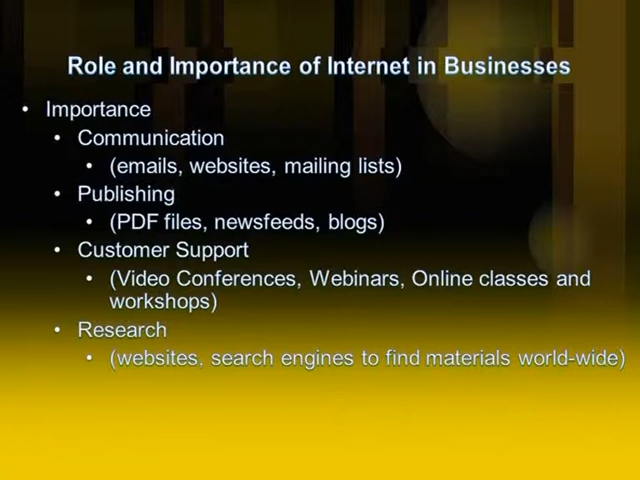 Role and Importance of Internet in Businesses
• Importance
• Communication
• (emails, websites, mailing lists)
• Publishing
• (PDF files, newsfeeds, blogs)
• Customer Support
• (Video Conferences, Webinars, Online classes and
workshops)
• Research
• (websites, search engines to find materials world-wide)